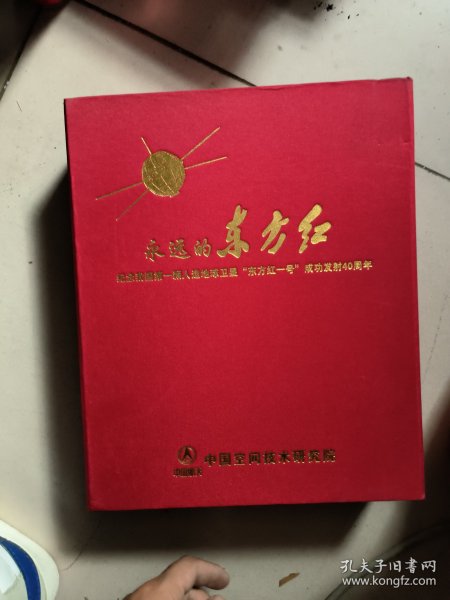 永远的东方红
纪念我国第一颗人造地球卫星“东方红一号”成功发射40周年
中国航天
中国空间技术研究院
孔夫子旧书网
www.kongfz.com